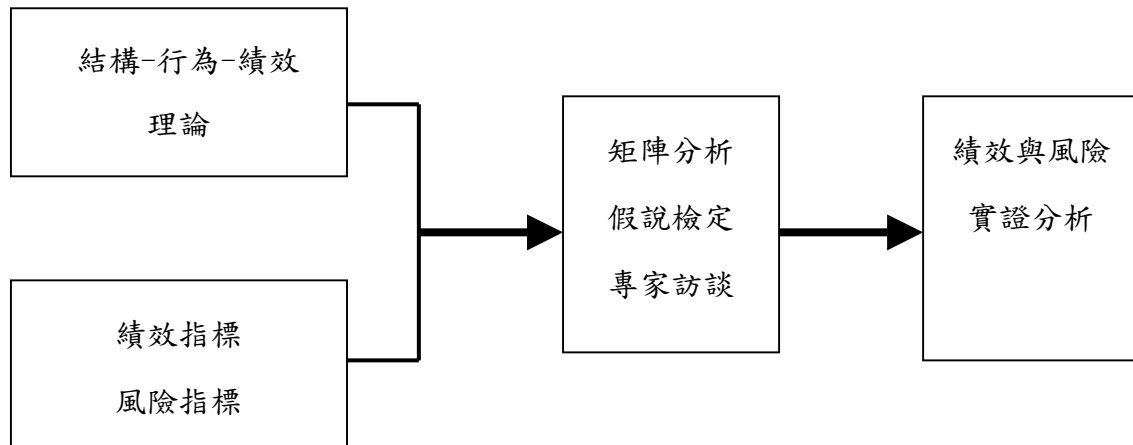 結構-行為-績效
理論
績效指標
風險指標
矩陣分析
假說檢定
專家訪談
績效與風險
實證分析